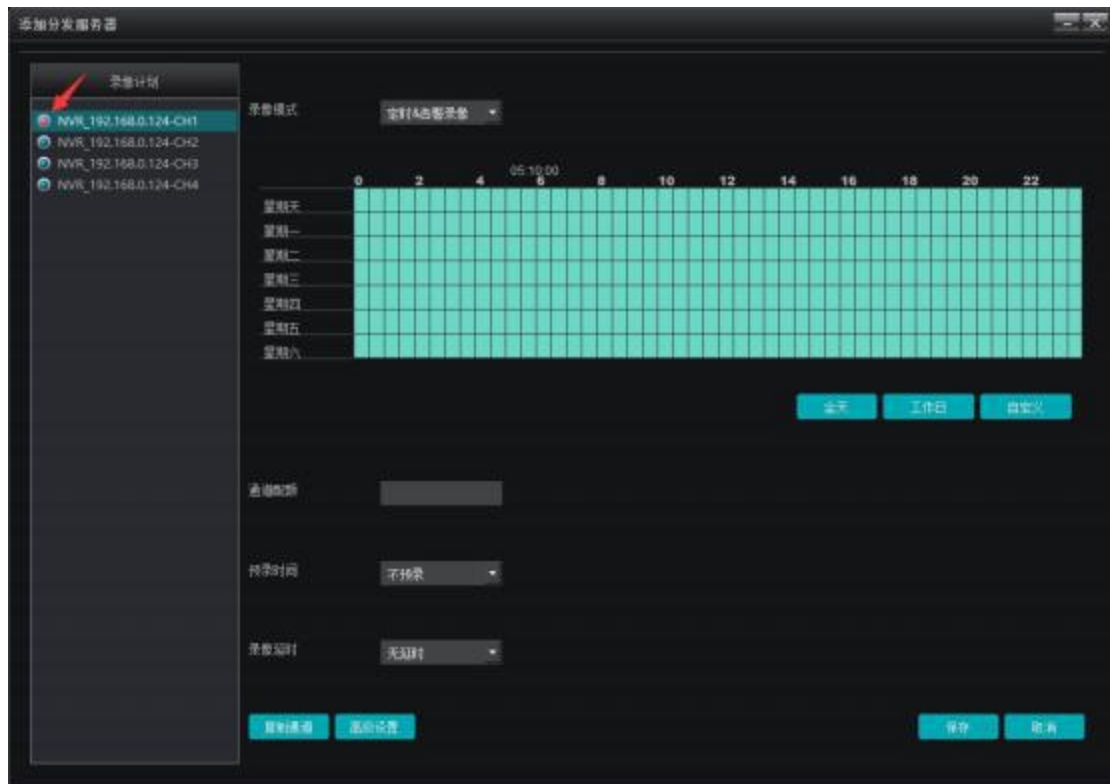 添加分发服务器
录像计划
NVR_192.168.0.124-CH1
NVR_192.168.0.124-CH2
NVR_192.168.0.124-CH3
NVR_192.168.0.124-CH4
录像模式
定时&告警录像
05:10:00
0 2 4 6 8 10 12 14 16 18 20 22
星期天
星期一
星期二
星期三
星期四
星期五
星期六
全天 工作日 自定义
通道配额
预录时间
不预录
录像延时
无延时
复制通道 高级设置
保存 取消